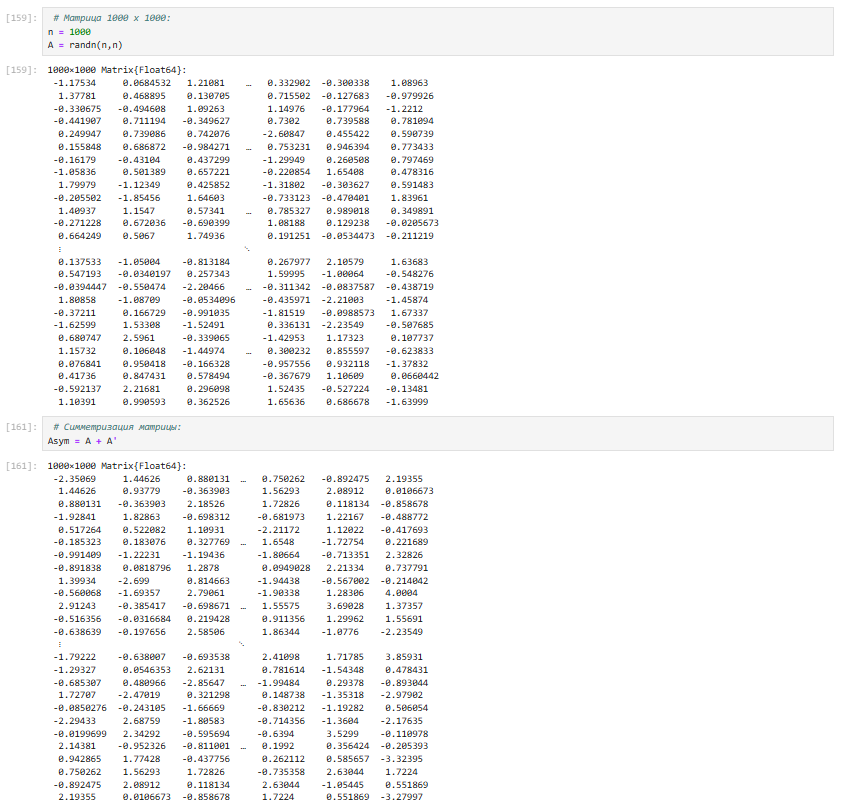 [159]: # Матрица 1000 x 1000:
n = 1000
A = randn(n,n)
[159]: 1000×1000 Matrix{Float64}:
-1.17534 0.0684532 1.21081 … 0.332902 -0.300338 1.08963
1.37781 0.468895 0.130705 0.715502 -0.127683 -0.979926
-0.330675 -0.494608 1.09263 1.14976 -0.177964 -1.2212
-0.441907 0.711194 -0.349627 0.7302 0.739588 0.781094
0.249947 0.739086 0.742076 -2.60847 0.455422 0.590739
0.155848 0.686872 -0.984271 … 0.753231 0.946394 0.773433
-0.16179 -0.43104 0.437299 -1.29949 0.260508 0.797469
-1.05836 0.501389 0.657221 -0.220854 1.65408 0.478316
1.79979 -1.12349 0.425852 -1.31802 -0.303627 0.591483
-0.205502 -1.85456 1.64603 -0.733123 -0.470401 1.83961
1.40937 1.1547 0.57341 … 0.785327 0.989018 0.349891
-0.271228 0.672036 -0.690399 1.08188 0.129238 -0.0205673
0.664249 0.5067 1.74936 0.191251 -0.0534473 -0.211219
⋮ ⋱
0.137533 -1.05004 -0.813184 0.267977 2.10579 1.63683
0.547193 -0.0340197 0.257343 1.59995 -1.00064 -0.548276
-0.0394447 -0.550474 -2.20466 … -0.311342 -0.0837587 -0.438719
1.80858 -1.08709 -0.0534096 -0.435971 -2.21003 -1.45874
-0.37211 0.166729 -0.991035 -1.81519 -0.0988573 1.67337
-1.62599 1.53308 -1.52491 0.336131 -2.23549 -0.507685
0.680747 2.5961 -0.339065 -1.42953 1.17323 0.107737
1.15732 0.106048 -1.44974 … 0.300232 0.855597 -0.623833
0.076841 0.950418 -0.166328 -0.957556 0.932118 -1.37832
0.41736 0.847431 0.578494 -0.367679 1.10609 0.0660442
-0.592137 2.21681 0.296098 1.52435 -0.527224 -0.13481
1.10391 0.990593 0.362526 1.65636 0.686678 -1.63999
[161]: # Симметризация матрицы:
Asym = A + A'
[161]: 1000×1000 Matrix{Float64}:
-2.35069 1.44626 0.880131 … 0.750262 -0.892475 2.19355
1.44626 0.93779 -0.363903 1.56293 2.08912 0.0106673
0.880131 -0.363903 2.18526 1.72826 0.118134 -0.858678
-1.92841 1.82863 -0.698312 -0.681973 1.22167 -0.488772
0.517264 0.522082 1.10931 -2.21172 1.12022 -0.417693
-0.185323 0.183076 0.327769 … 1.6548 -1.72754 0.221689
-0.991409 -1.22231 -1.19436 -1.80664 -0.713351 2.32826
-0.891838 0.0818796 1.2878 0.0949028 2.21334 0.737791
1.39934 -2.699 0.814663 -1.94438 -0.567002 -0.214042
-0.560068 -1.69357 2.79061 -1.90338 1.28306 4.0004
2.91243 -0.385417 -0.698671 … 1.55575 3.69028 1.37357
-0.516356 -0.0316684 0.219428 0.911356 1.29962 1.55691
-0.638639 -0.197656 2.58506 1.86344 -1.0776 -2.23549
⋮ ⋱
-1.79222 -0.638007 -0.693538 2.41098 1.71785 3.85931
-1.29327 0.0546353 2.62131 0.781614 -1.54348 0.478431
-0.685307 0.480966 -2.85647 … -1.99484 0.29378 -0.893044
1.72707 -2.47019 0.321298 0.148738 -1.35318 -2.97902
-0.0850276 -0.243105 -1.66669 -0.830212 -1.19282 0.506054
-2.29433 2.68759 -1.80583 -0.714356 -1.3604 -2.17635
-0.0199699 2.34292 -0.595694 -0.6394 3.5299 -0.110978
2.14381 -0.952326 -0.811001 … 0.1992 0.356424 -0.205393
0.942865 1.77428 -0.437756 0.262112 0.585657 -3.32395
0.750262 1.56293 1.72826 -0.735358 2.63044 1.7224
-0.892475 2.08912 0.118134 2.63044 -1.05445 0.551869
2.19355 0.0106673 -0.858678 1.7224 0.551869 -3.27997